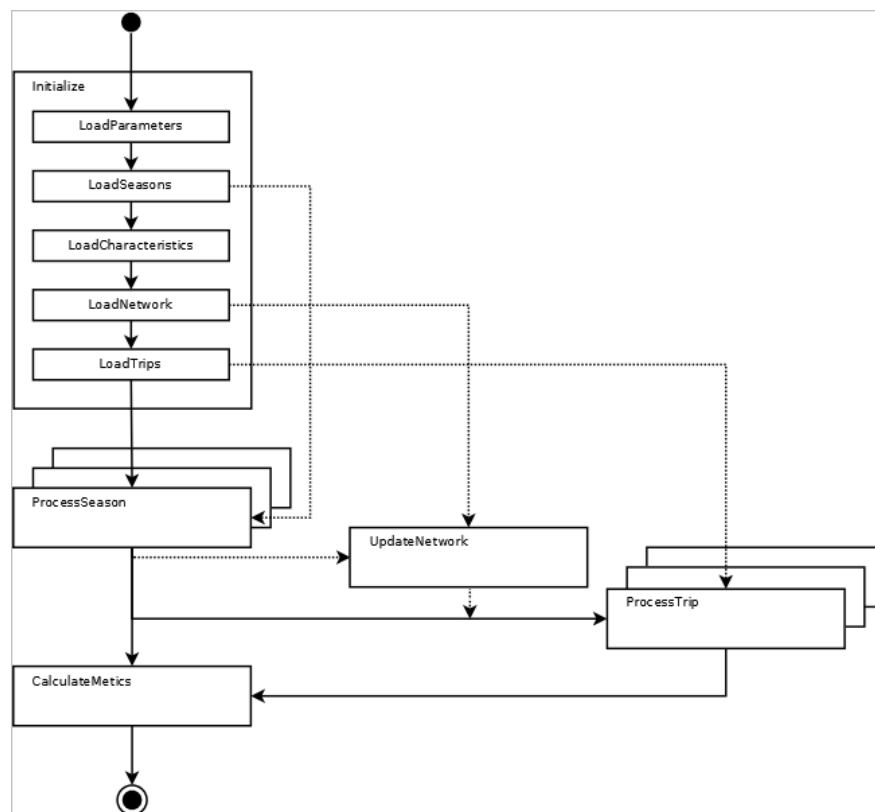 Initialize
LoadParameters
LoadSeasons
LoadCharacteristics
LoadNetwork
LoadTrips
ProcessSeason
UpdateNetwork
ProcessTrip
CalculateMetics